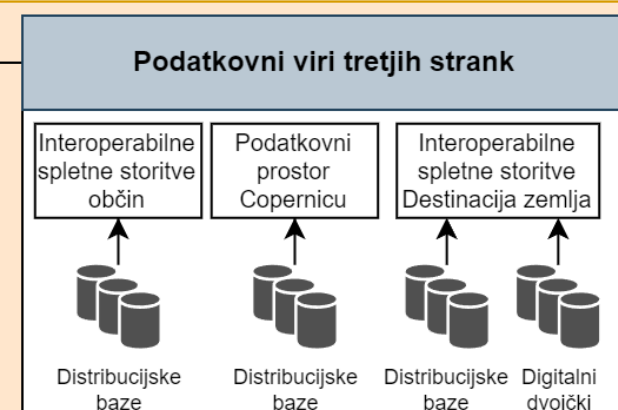 Podatkovni viri tretjih strank
Interoperabilne
spletne storitve
občin
Podatkovni
prostor
Copernicu
Interoperabilne
spletne storitve
Destinacija zemlja
Distribucijske
baze
Distribucijske
baze
Distribucijske
baze
Digitalni
dvojčki